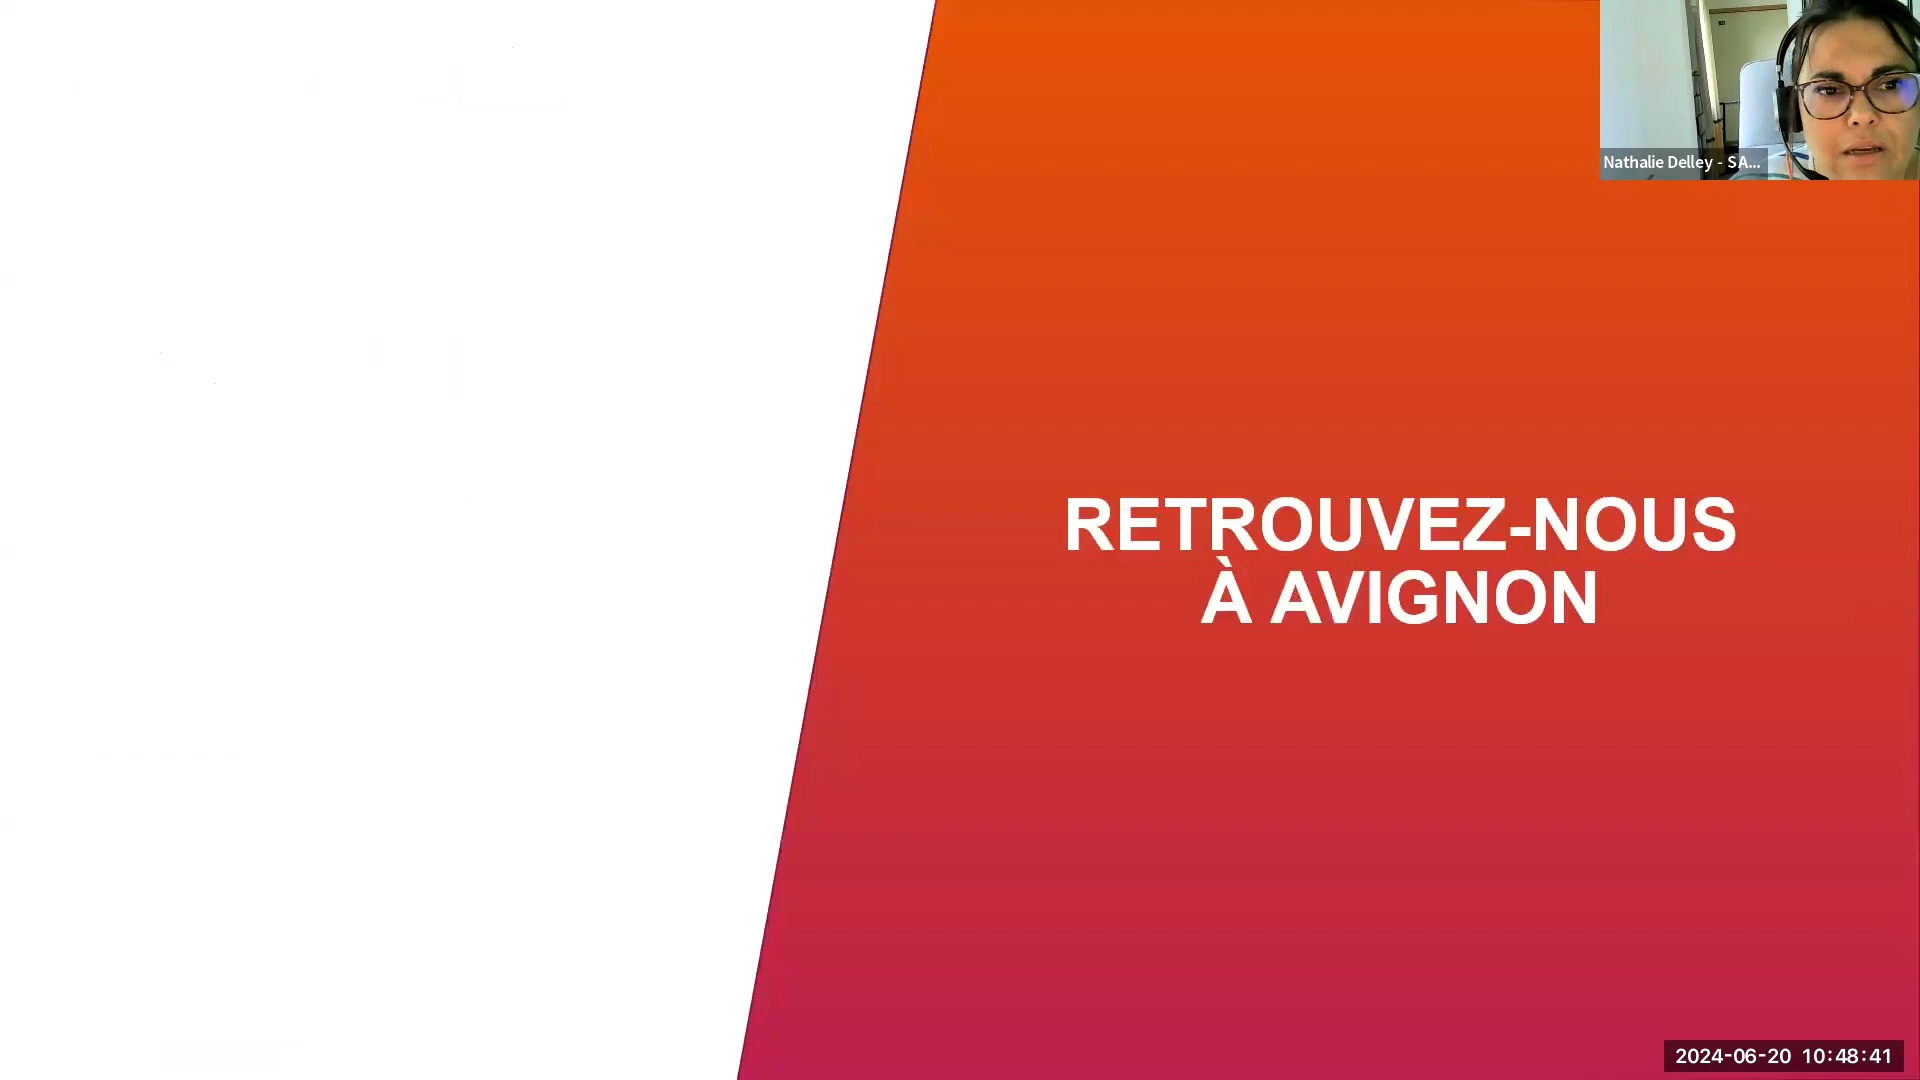 Nathalie Delley - SA...
RETROUVEZ-NOUS
À AVIGNON
2024-06-20 10:48:41